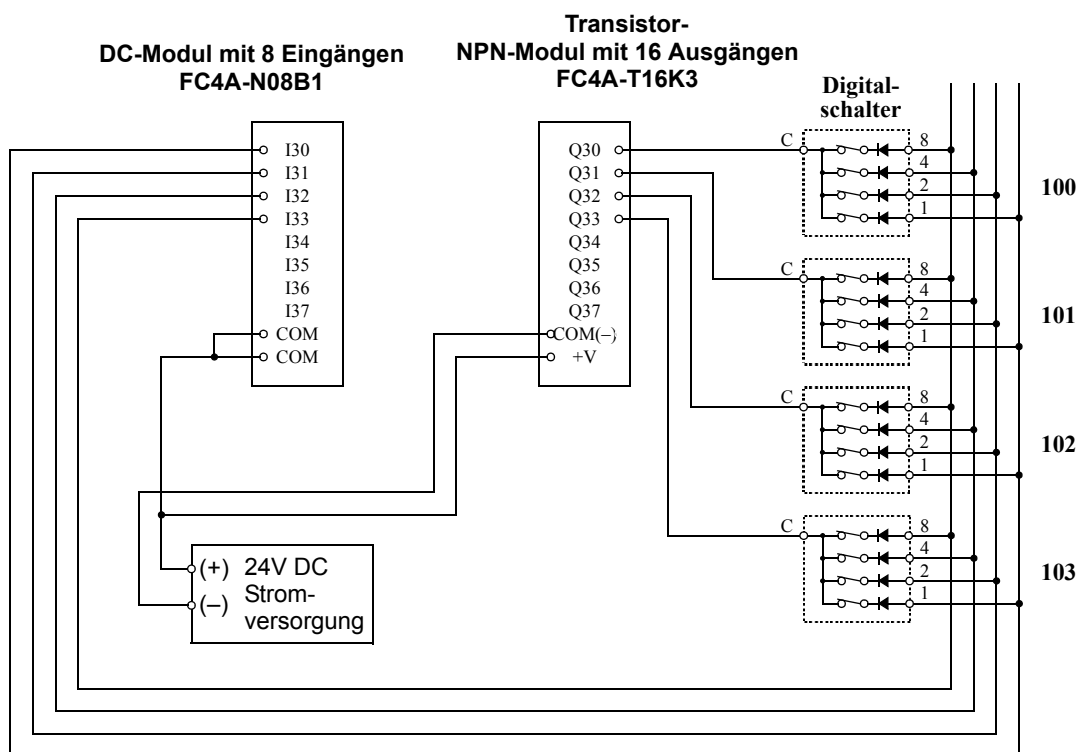 DC-Modul mit 8 Eingängen
FC4A-N08B1
I30
I31
I32
I33
I34
I35
I36
I37
COM
COM
Transistor-
NPN-Modul mit 16 Ausgängen
FC4A-T16K3
Q30
Q31
Q32
Q33
Q34
Q35
Q36
Q37
COM(–)
+V
Digital-
schalter
C
8
4
2
1
100
C
8
4
2
1
101
C
8
4
2
1
102
C
8
4
2
1
103
(+) 24V DC
(–) Strom-
versorgung